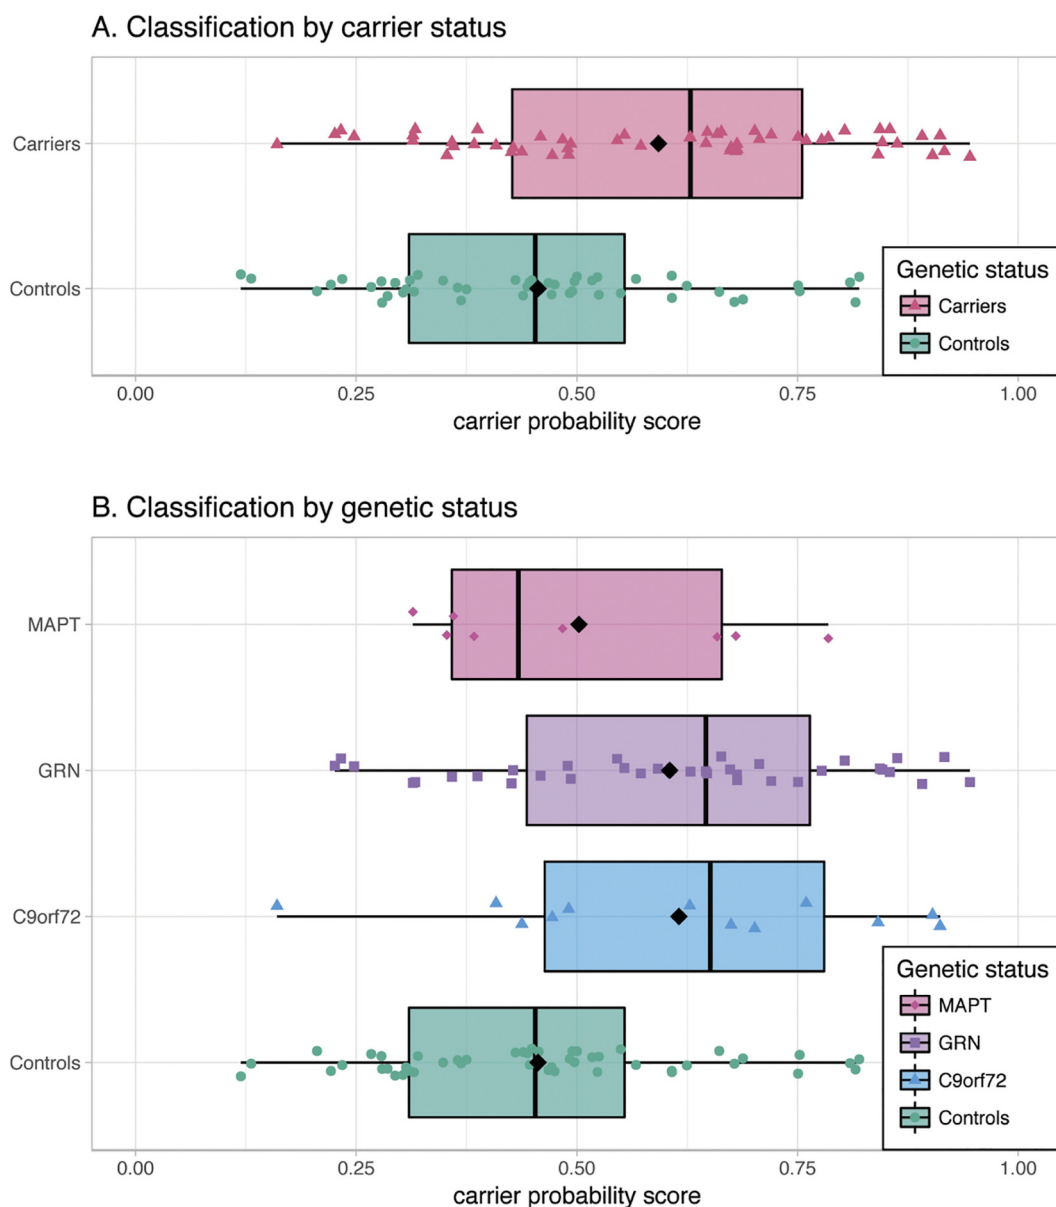 A. Classification by carrier status
Carriers
Controls
Genetic status
Carriers
Controls
0.00 0.25 0.50 0.75 1.00
carrier probability score
B. Classification by genetic status
MAPT
GRN
C9orf72
Controls
Genetic status
MAPT
GRN
C9orf72
Controls
0.00 0.25 0.50 0.75 1.00
carrier probability score